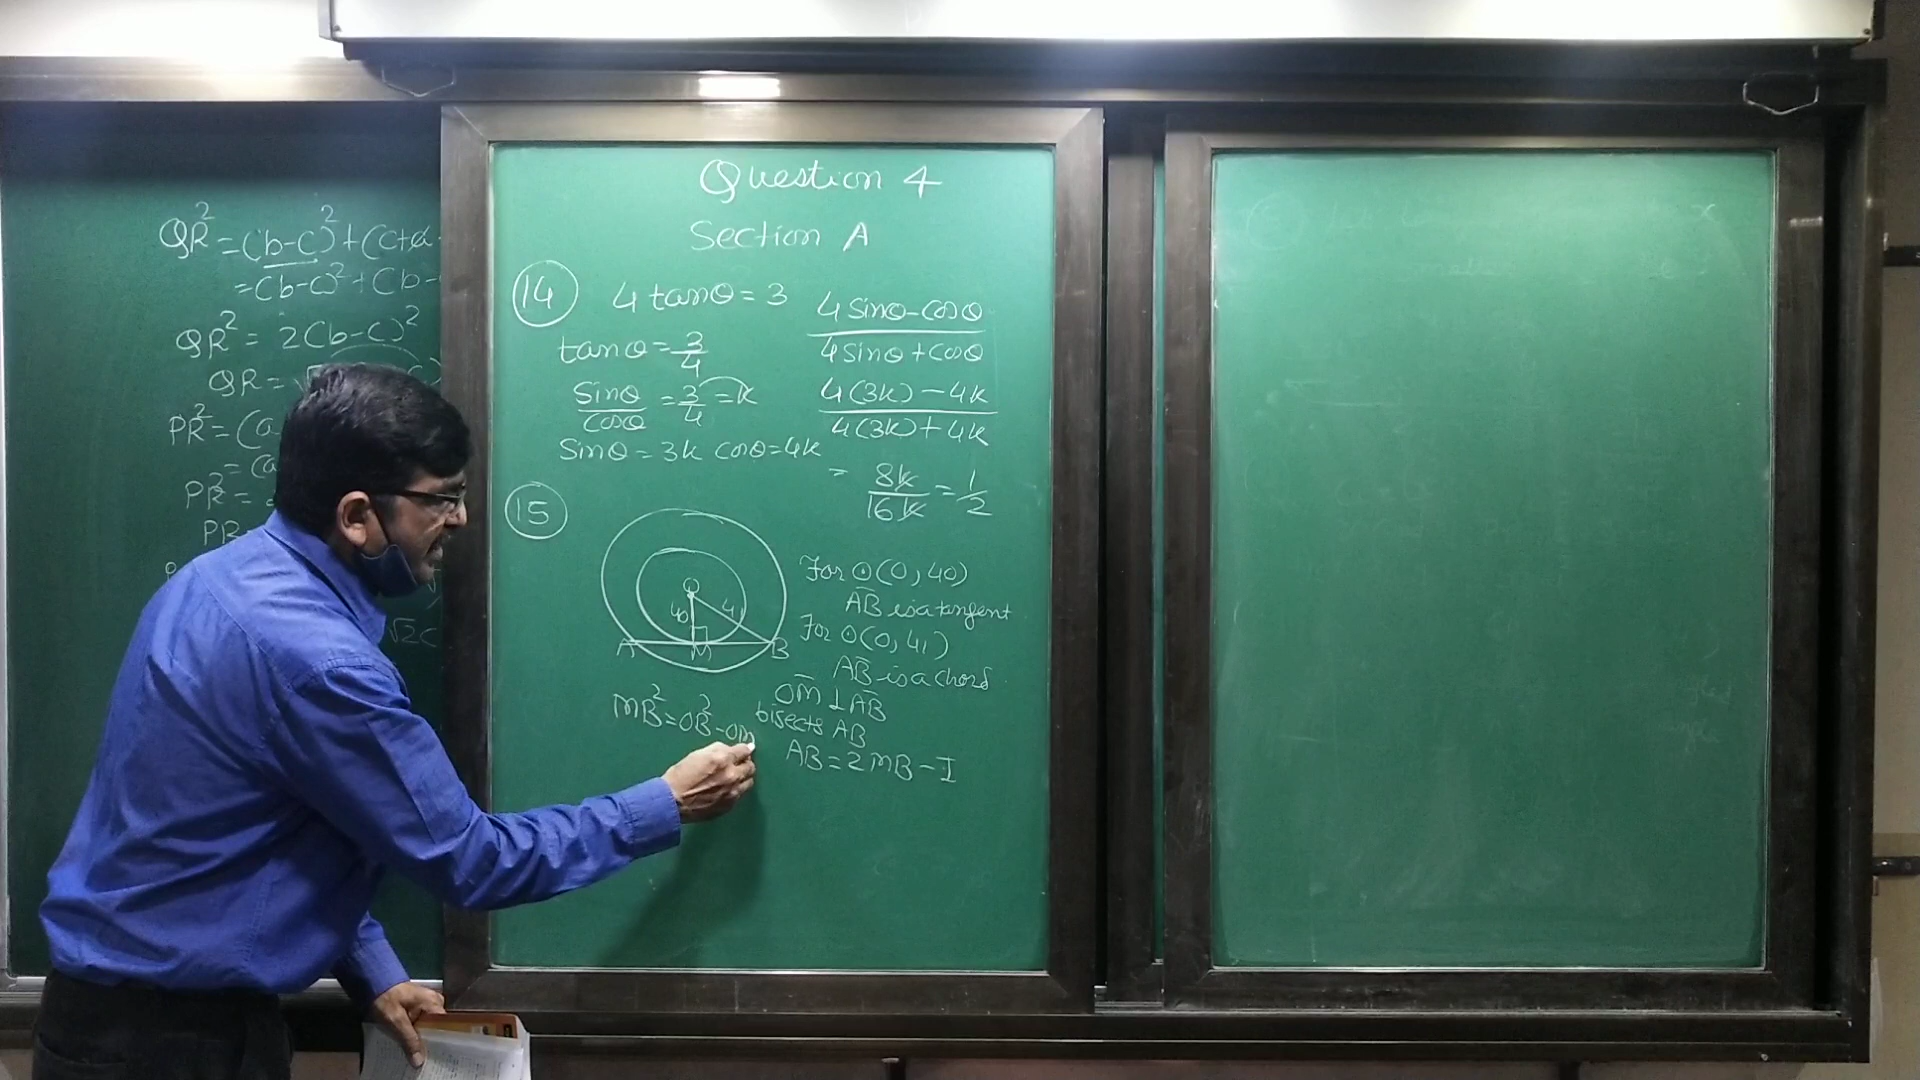 QR² = (b-c)² + (c+a-
= (b-c)² + (b-
QR² = 2(b-c)²
QR = √
PR² = (a
= (a
PR² =
PR
√2c
Question 4
Section A
14
4 tanθ = 3
tanθ = 3/4
sinθ/cosθ = 3/4 = k
sinθ = 3k cosθ = 4k
4 sinθ - cosθ / 4 sinθ + cosθ
4(3k) - 4k / 4(3k) + 4k
= 8k/16k = 1/2
15
O
40
41
A M B
For ⊙(O, 40)
AB is a tangent
For ⊙(O, 41)
AB is a chord
OM ⊥ AB
bisects AB
AB = 2MB - I
MB² = OB² - OM